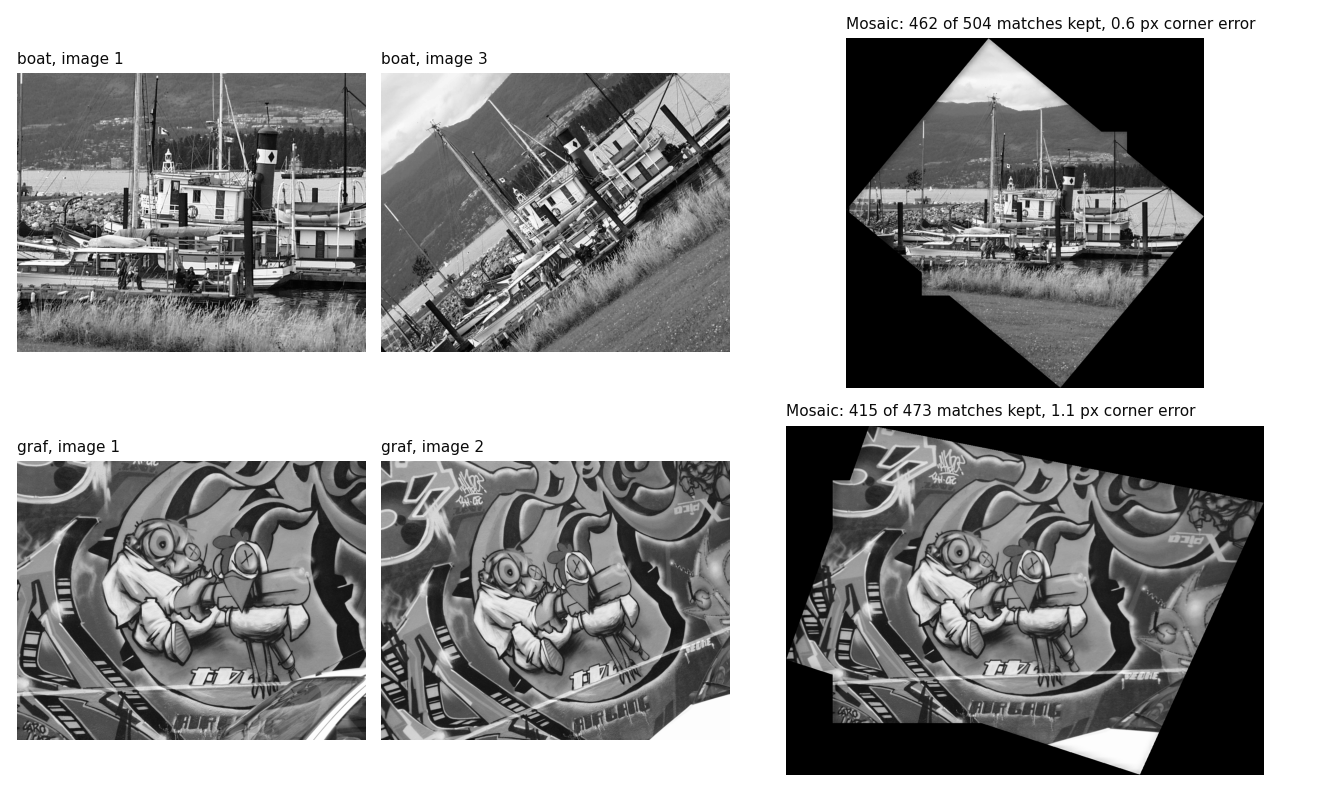 boat, image 1
boat, image 3
Mosaic: 462 of 504 matches kept, 0.6 px corner error
graf, image 1
graf, image 2
Mosaic: 415 of 473 matches kept, 1.1 px corner error